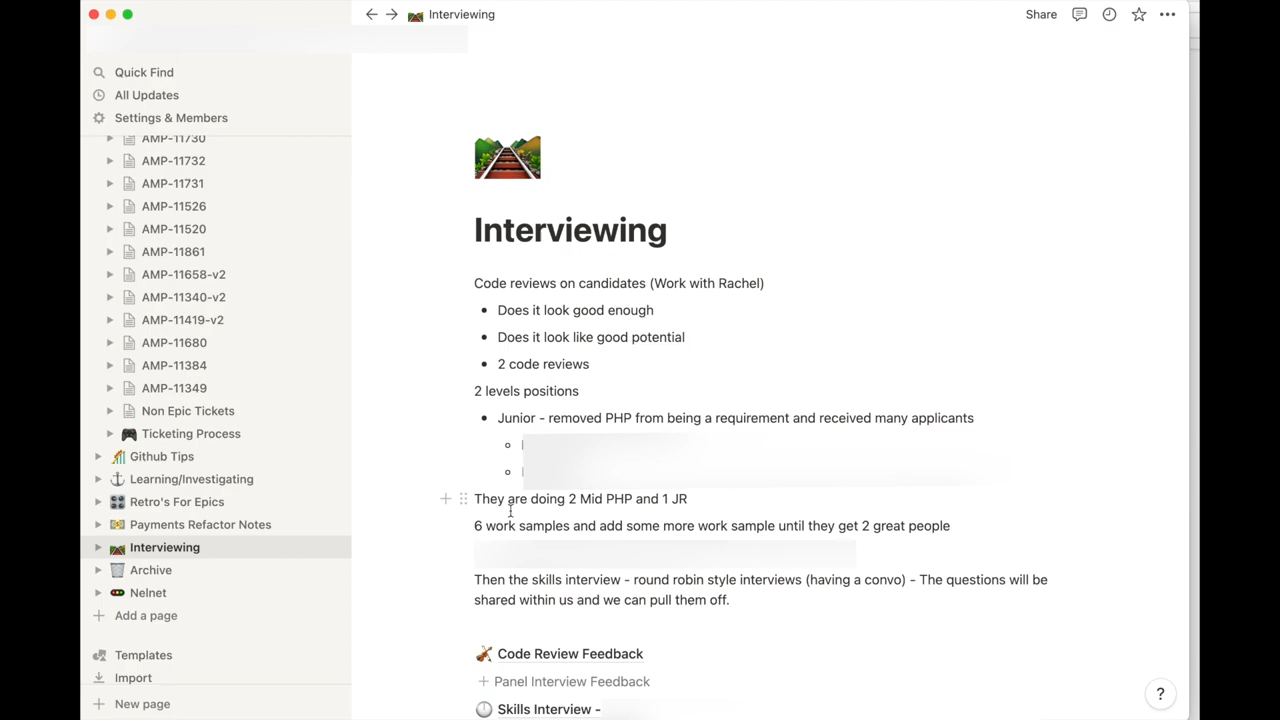 Interviewing
Share
Quick Find
All Updates
Settings & Members
AMP-11730
AMP-11732
AMP-11731
AMP-11526
AMP-11520
AMP-11861
AMP-11658-v2
AMP-11340-v2
AMP-11419-v2
AMP-11680
AMP-11384
AMP-11349
Non Epic Tickets
Ticketing Process
Github Tips
Learning/Investigating
Retro's For Epics
Payments Refactor Notes
Interviewing
Archive
Nelnet
Add a page
Templates
Import
New page
Interviewing
Code reviews on candidates (Work with Rachel)
Does it look good enough
Does it look like good potential
2 code reviews
2 levels positions
Junior - removed PHP from being a requirement and received many applicants
They are doing 2 Mid PHP and 1 JR
6 work samples and add some more work sample until they get 2 great people
Then the skills interview - round robin style interviews (having a convo) - The questions will be
shared within us and we can pull them off.
Code Review Feedback
Panel Interview Feedback
Skills Interview -
?